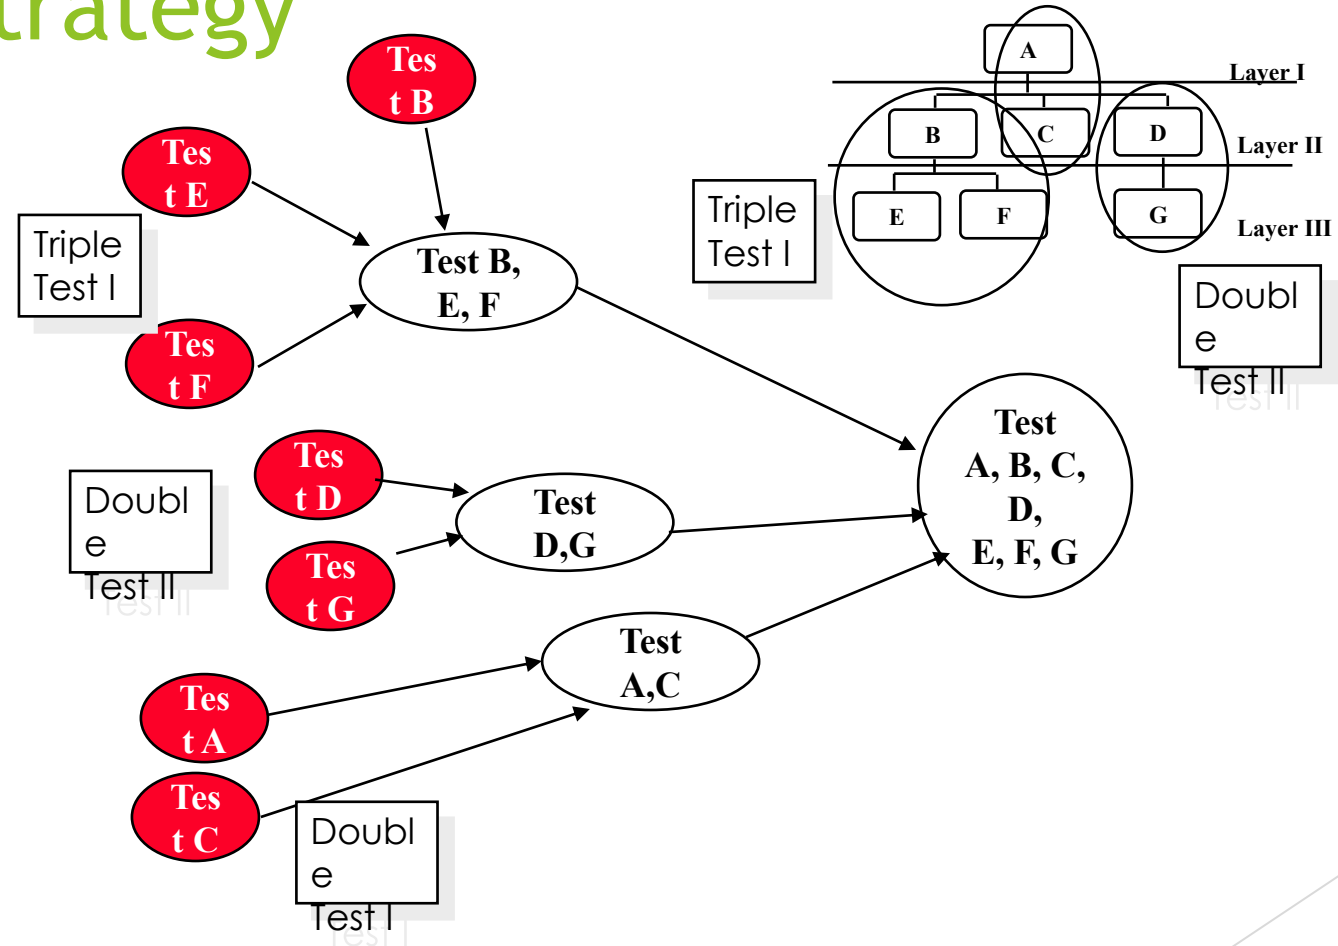 trategy
Tes
t B
Tes
t E
Triple
Test I
Test B,
E, F
Tes
t F
Tes
t D
Doubl
e
Test II
Test
D,G
Tes
t G
Test
A,C
Tes
t A
Tes
t C
Doubl
e
Test I
Test
A, B, C,
D,
E, F, G
A
Layer I
B
C
D
Layer II
Triple
Test I
E
F
G
Layer III
Doubl
e
Test II